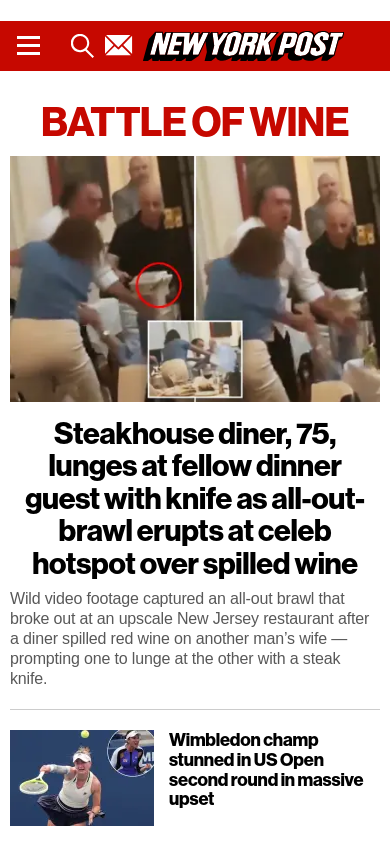 NEW YORK POST
BATTLE OF WINE
Steakhouse diner, 75,
lunges at fellow dinner
guest with knife as all-out-
brawl erupts at celeb
hotspot over spilled wine
Wild video footage captured an all-out brawl that
broke out at an upscale New Jersey restaurant after
a diner spilled red wine on another man’s wife —
prompting one to lunge at the other with a steak
knife.
Wimbledon champ
stunned in US Open
second round in massive
upset